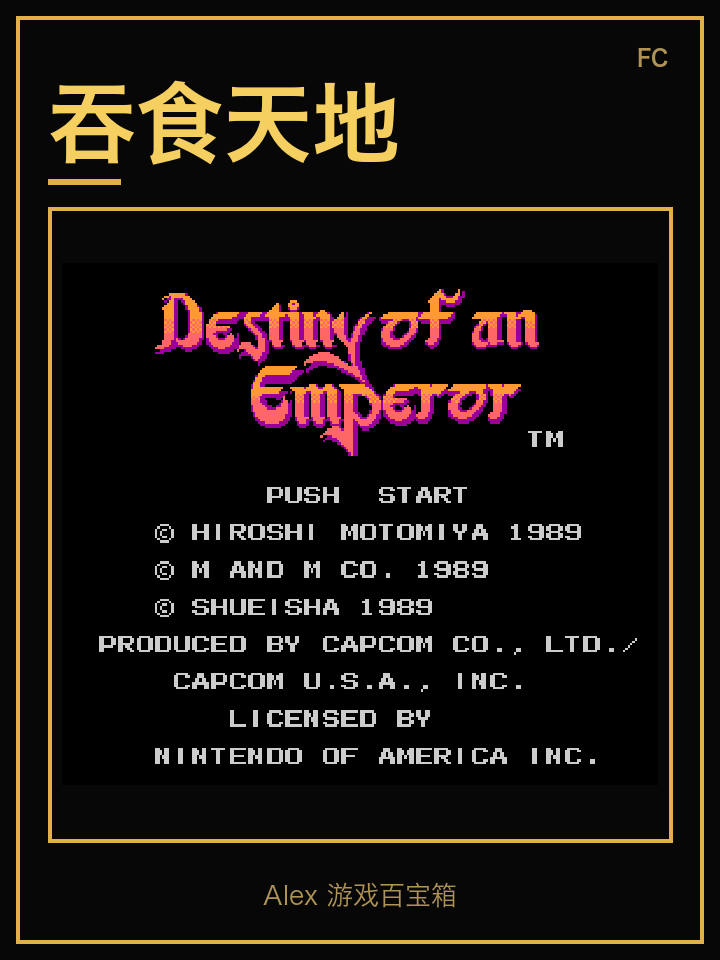 FC
吞食天地
Destiny of an
Emperor
TM
PUSH START
© HIROSHI MOTOMIYA 1989
© M AND M CO. 1989
© SHUEISHA 1989
PRODUCED BY CAPCOM CO., LTD./
CAPCOM U.S.A., INC.
LICENSED BY
NINTENDO OF AMERICA INC.
Alex 游戏百宝箱